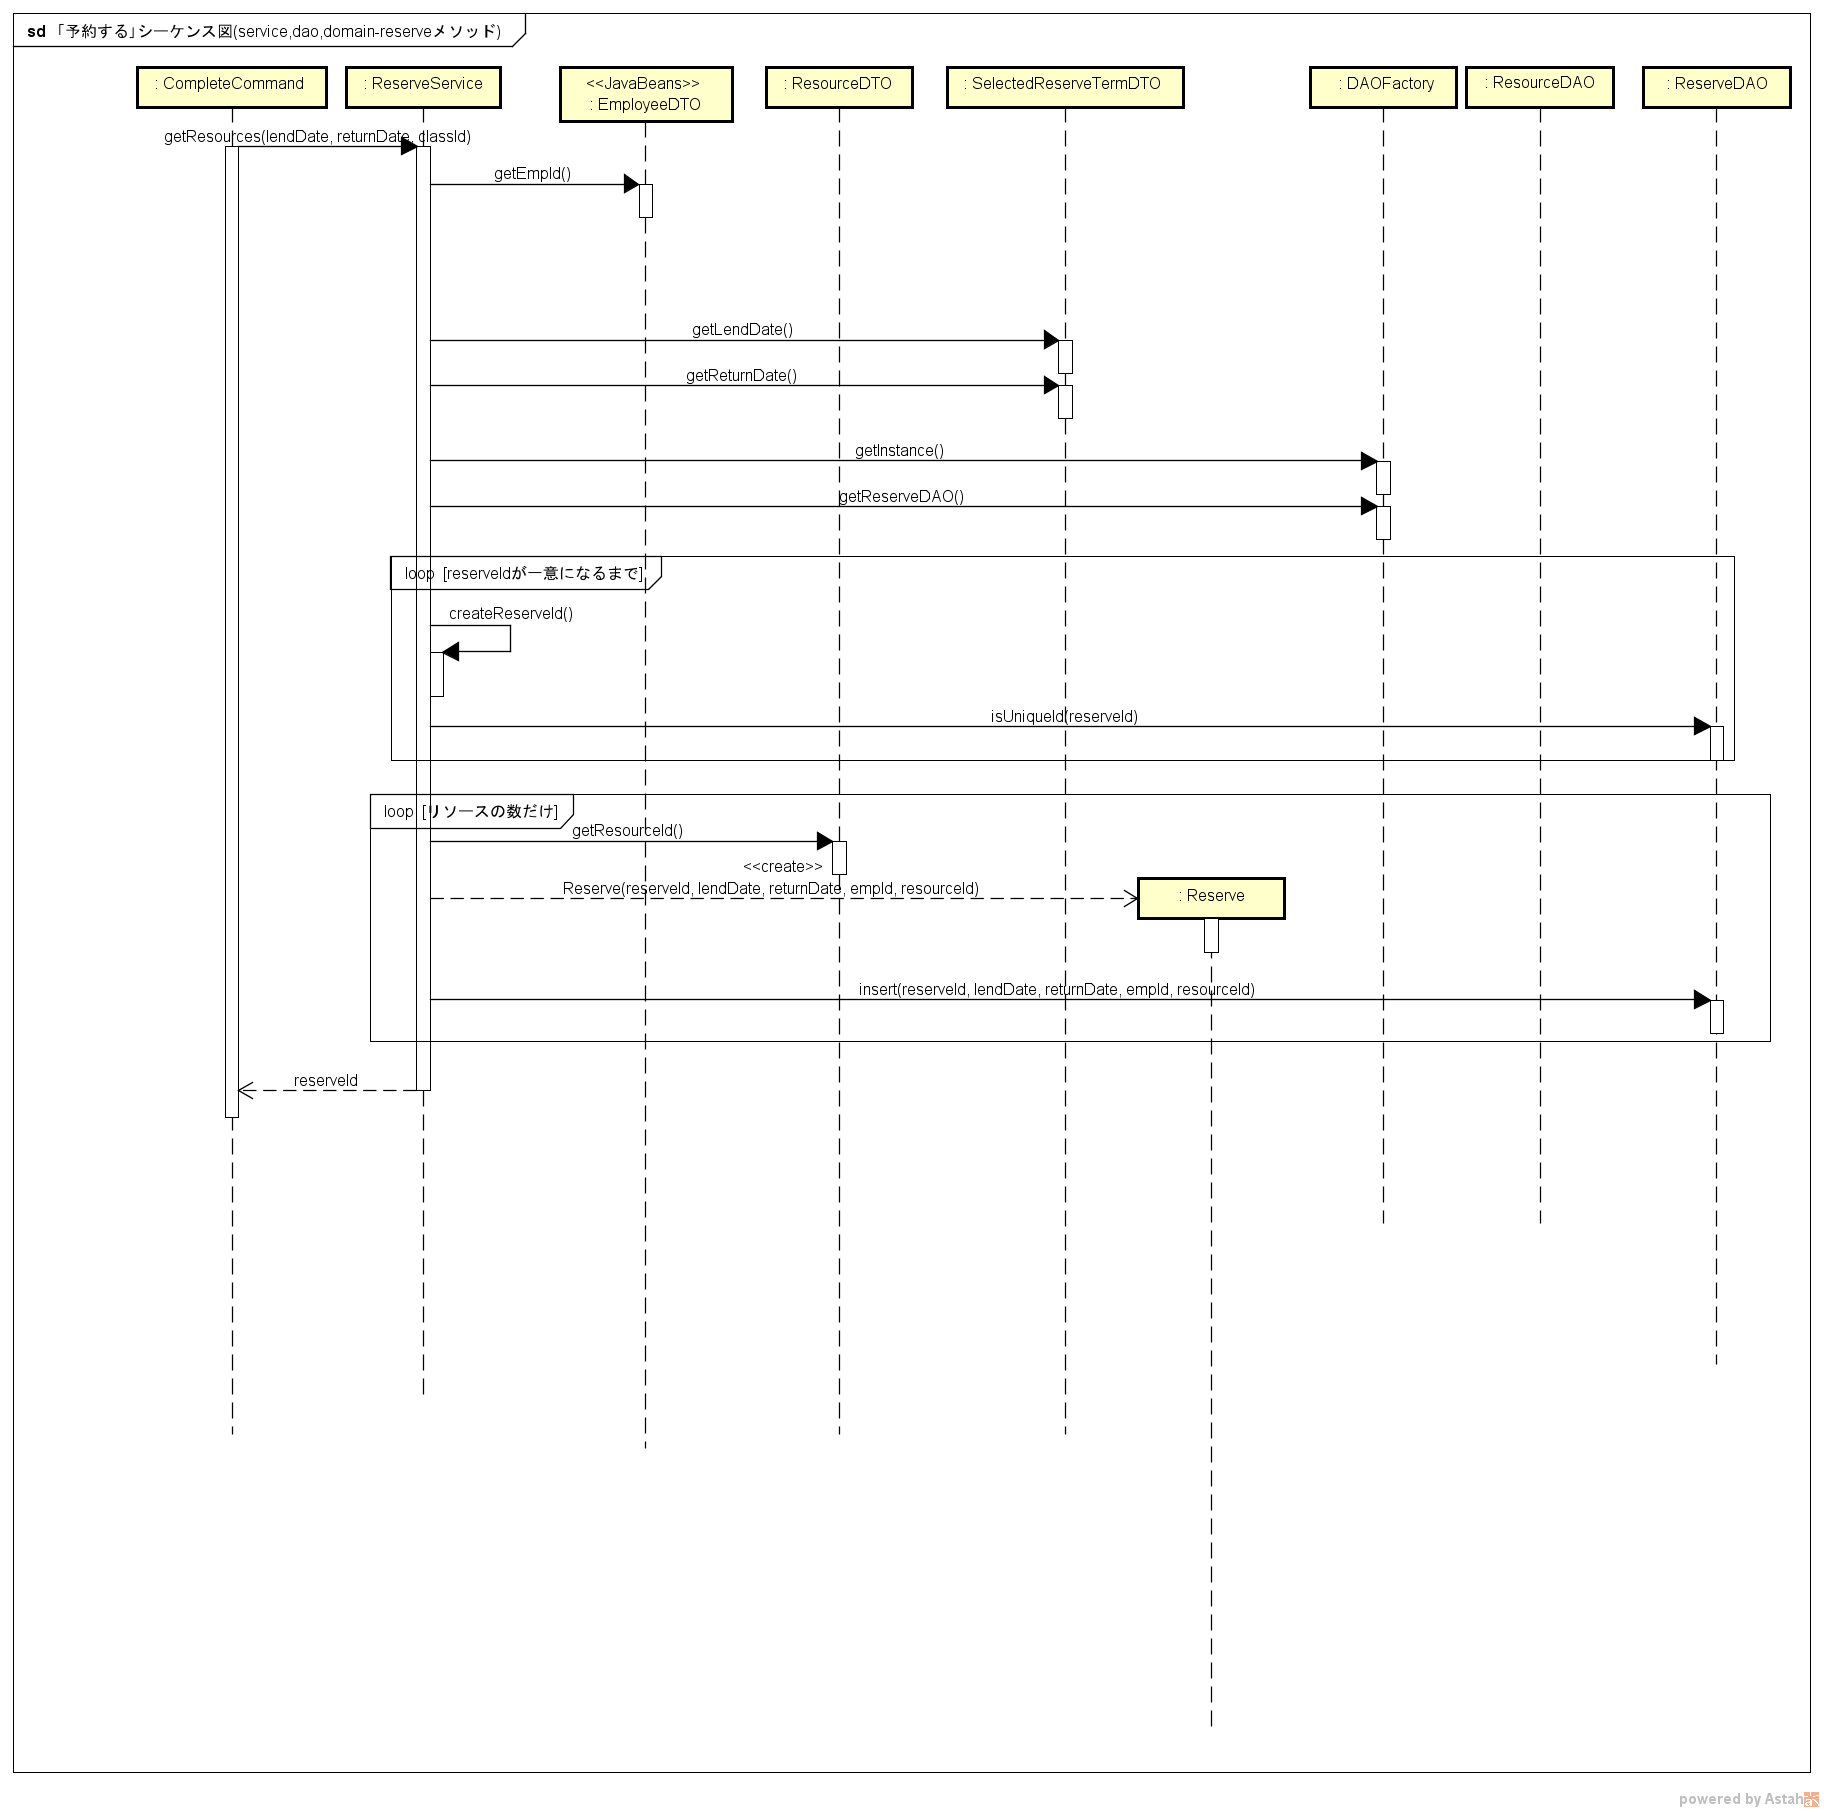 sd 「予約する」シーケンス図(service,dao,domain-reserveメソッド)
: CompleteCommand
: ReserveService
<<JavaBeans>>
: EmployeeDTO
: ResourceDTO
: SelectedReserveTermDTO
: DAOFactory
: ResourceDAO
: ReserveDAO
getResources(lendDate, returnDate, classId)
getEmpId()
getLendDate()
getReturnDate()
getInstance()
getReserveDAO()
loop [reserveIdが一意になるまで]
createReserveId()
isUniqueId(reserveId)
loop [リソースの数だけ]
getResourceId()
<<create>>
Reserve(reserveId, lendDate, returnDate, empId, resourceId)
: Reserve
insert(reserveId, lendDate, returnDate, empId, resourceId)
reserveId
powered by Astah